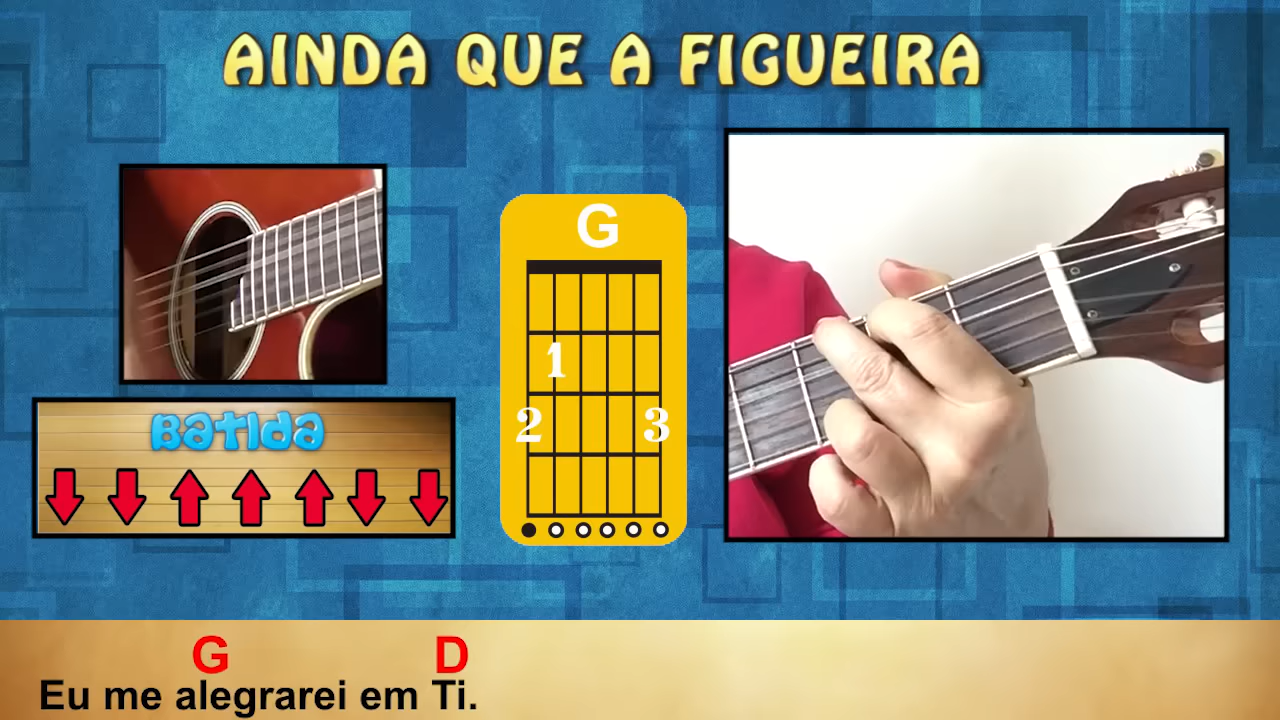 AINDA QUE A FIGUEIRA
G
1
2 3
BATIDA
G D
Eu me alegrarei em Ti.